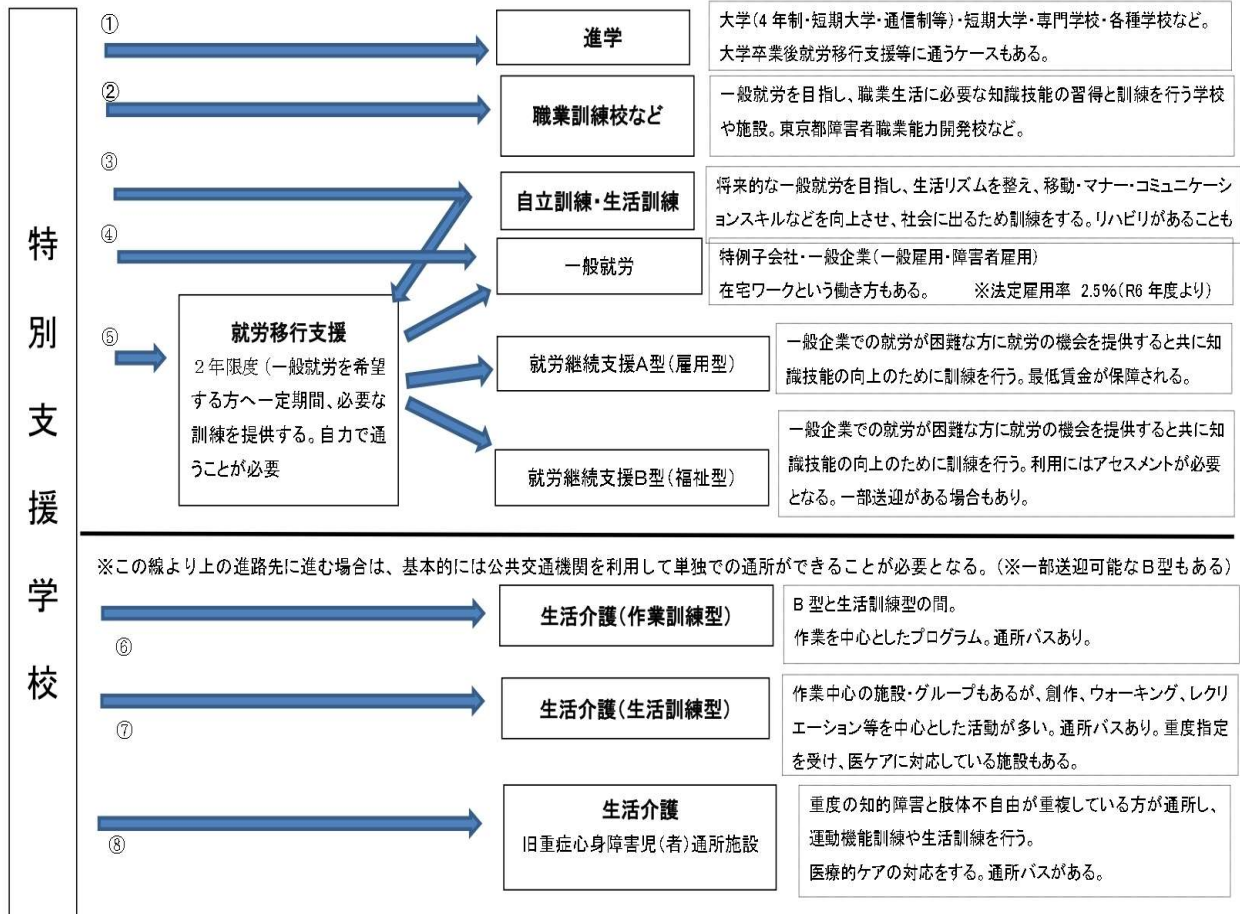 特別支援学校
①
進学
大学(4年制・短期大学・通信制等)・短期大学・専門学校・各種学校など。
大学卒業後就労移行支援等に通うケースもある。
②
職業訓練校など
一般就労を目指し、職業生活に必要な知識技能の習得と訓練を行う学校
や施設。東京都障害者職業能力開発校など。
③
自立訓練・生活訓練
将来的な一般就労を目指し、生活リズムを整え、移動・マナー・コミュニケー
ションスキルなどを向上させ、社会に出るため訓練をする。リハビリがあることも
④
一般就労
特例子会社・一般企業(一般雇用・障害者雇用)
在宅ワークという働き方もある。 ※法定雇用率 2.5%(R6年度より)
⑤
就労移行支援
2年限度(一般就労を希望
する方へ一定期間、必要な
訓練を提供する。自力で通
うことが必要
就労継続支援A型(雇用型)
一般企業での就労が困難な方に就労の機会を提供すると共に知
識技能の向上のために訓練を行う。最低賃金が保障される。
就労継続支援B型(福祉型)
一般企業での就労が困難な方に就労の機会を提供すると共に知
識技能の向上のために訓練を行う。利用にはアセスメントが必要
となる。一部送迎がある場合もあり。
※この線より上の進路先に進む場合は、基本的には公共交通機関を利用して単独での通所ができることが必要となる。(※一部送迎可能なB型もある)
⑥
生活介護(作業訓練型)
B型と生活訓練型の間。
作業を中心としたプログラム。通所バスあり。
⑦
生活介護(生活訓練型)
作業中心の施設・グループもあるが、創作、ウォーキング、レクリ
エーション等を中心とした活動が多い。通所バスあり。重度指定
を受け、医ケアに対応している施設もある。
⑧
生活介護
旧重症心身障害児(者)通所施設
重度の知的障害と肢体不自由が重複している方が通所し、
運動機能訓練や生活訓練を行う。
医療的ケアの対応をする。通所バスがある。